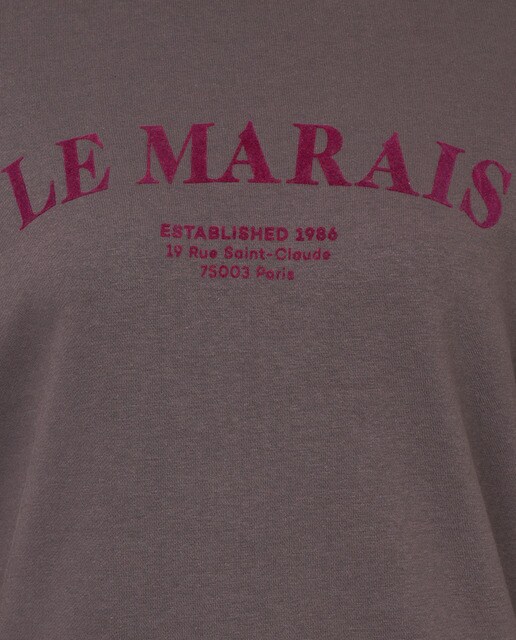 LE MARAIS
ESTABLISHED 1986
19 Rue Saint-Claude
75003 Paris